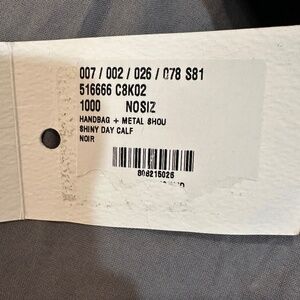 007 / 002 / 026 / 078 S81
516666 C8K02
1000 NOSIZ
HANDBAG + METAL SHOU
SHINY DAY CALF
NOIR
806215026